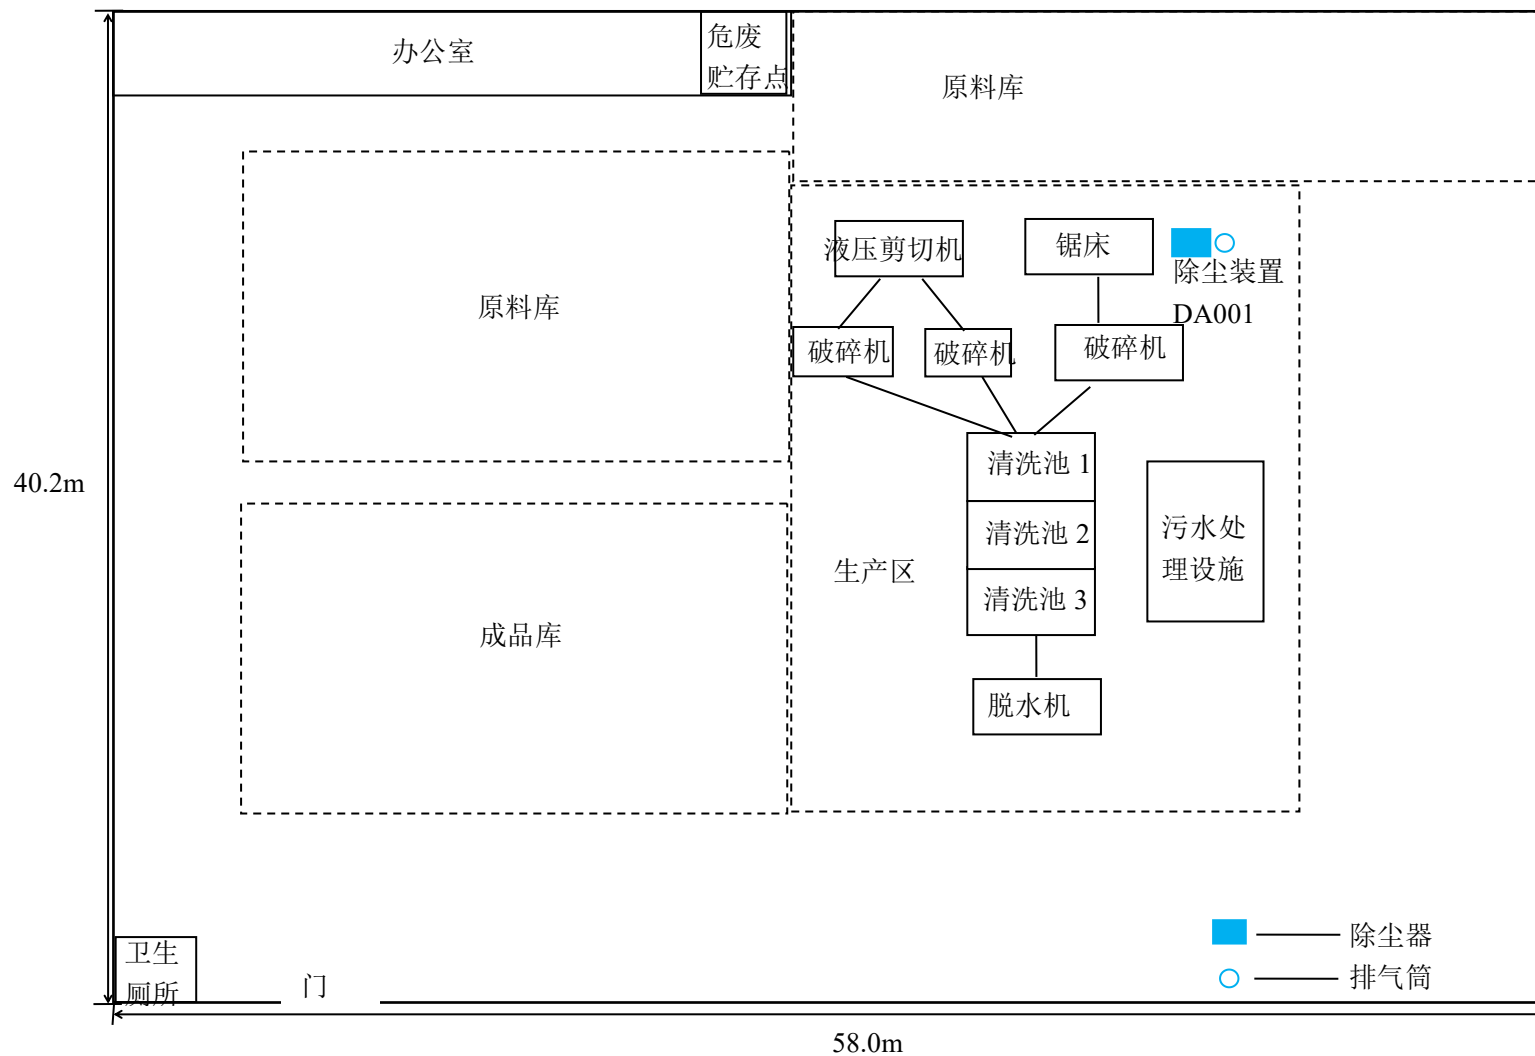 办公室
危废
贮存点
原料库
原料库
液压剪切机
锯床
除尘装置
DA001
破碎机
破碎机
破碎机
清洗池 1
清洗池 2
清洗池 3
污水处
理设施
生产区
成品库
脱水机
40.2m
卫生
厕所
门
除尘器
排气筒
58.0m